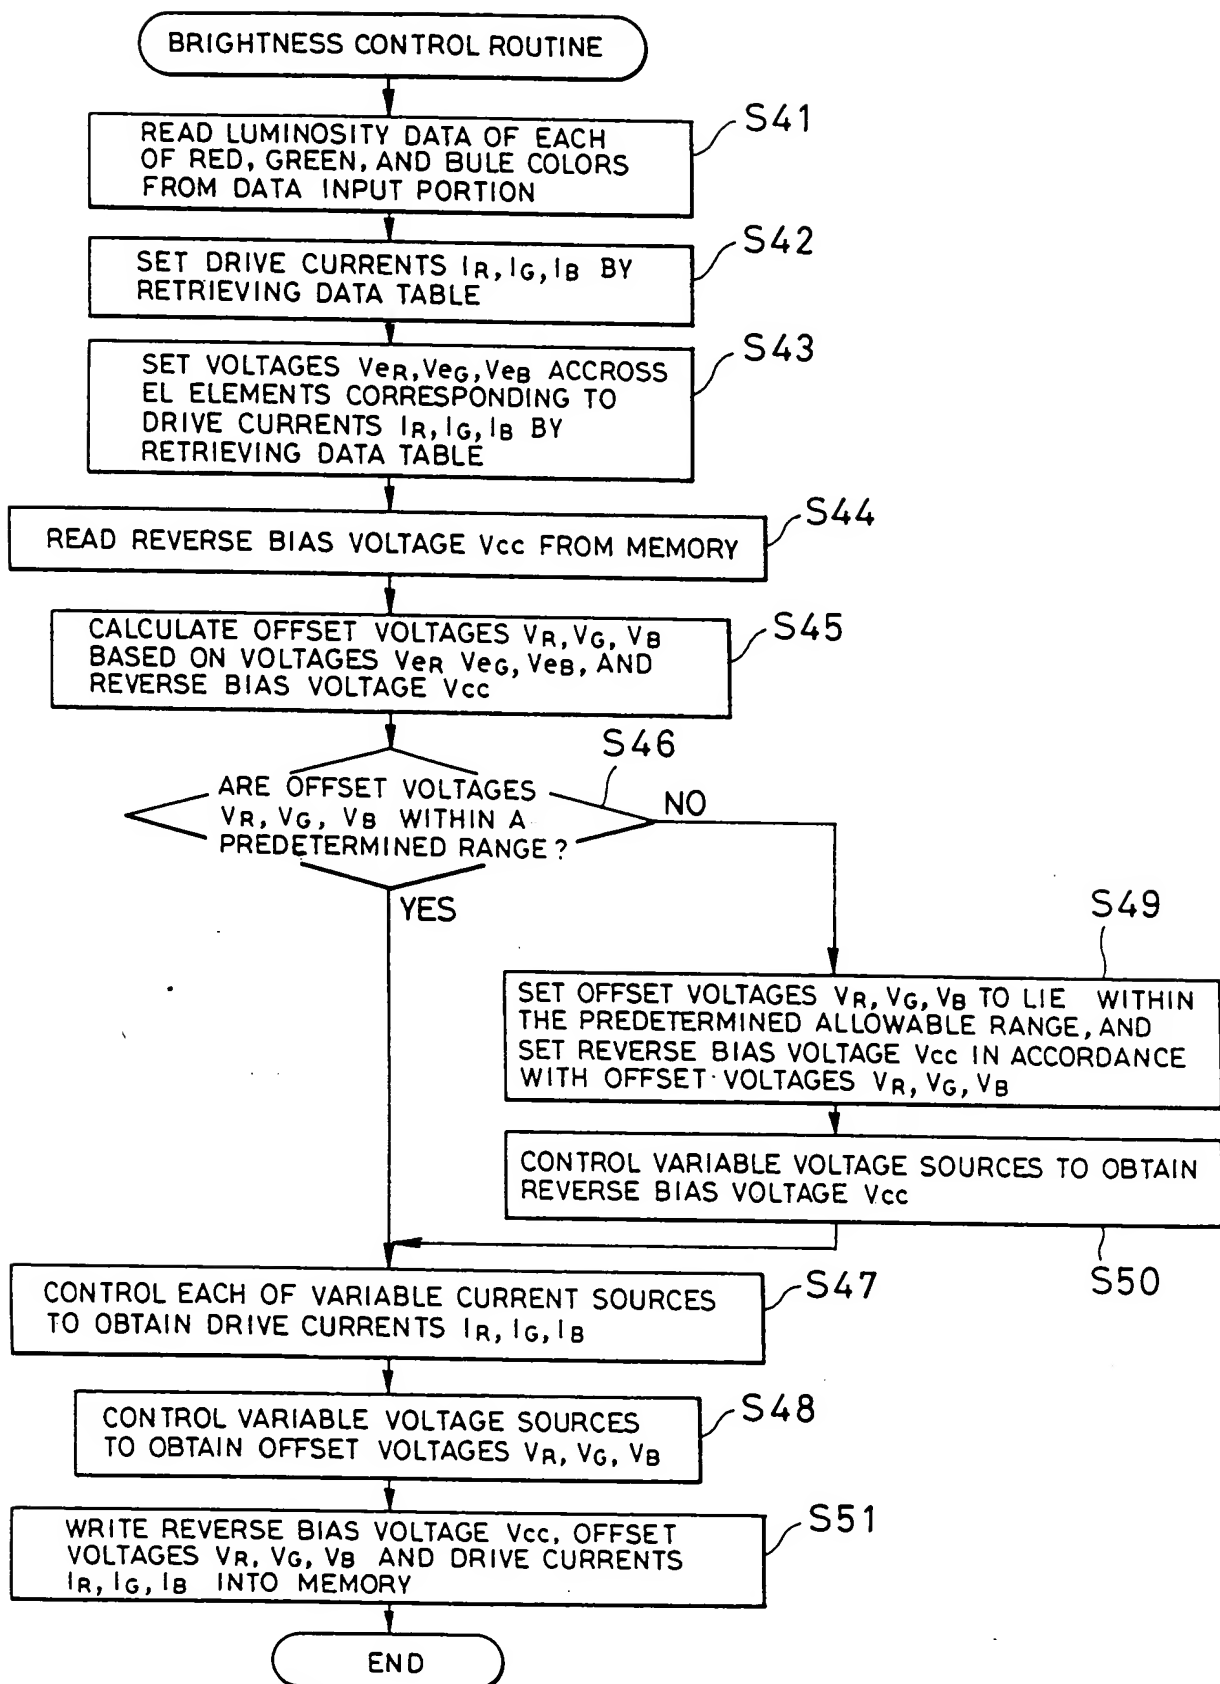 BRIGHTNESS CONTROL ROUTINE
S41
READ LUMINOSITY DATA OF EACH
OF RED, GREEN, AND BULE COLORS
FROM DATA INPUT PORTION
S42
SET DRIVE CURRENTS IR, IG, IB BY
RETRIEVING DATA TABLE
S43
SET VOLTAGES VeR, VeG, VeB ACCROSS
EL ELEMENTS CORRESPONDING TO
DRIVE CURRENTS IR, IG, IB BY
RETRIEVING DATA TABLE
S44
READ REVERSE BIAS VOLTAGE Vcc FROM MEMORY
S45
CALCULATE OFFSET VOLTAGES VR, VG, VB
BASED ON VOLTAGES VeR VeG, VeB, AND
REVERSE BIAS VOLTAGE Vcc
S46
ARE OFFSET VOLTAGES
VR, VG, VB WITHIN A
PREDETERMINED RANGE?
NO
YES
S49
SET OFFSET VOLTAGES VR, VG, VB TO LIE WITHIN
THE PREDETERMINED ALLOWABLE RANGE, AND
SET REVERSE BIAS VOLTAGE Vcc IN ACCORDANCE
WITH OFFSET VOLTAGES VR, VG, VB
CONTROL VARIABLE VOLTAGE SOURCES TO OBTAIN
REVERSE BIAS VOLTAGE Vcc
S50
S47
CONTROL EACH OF VARIABLE CURRENT SOURCES
TO OBTAIN DRIVE CURRENTS IR, IG, IB
S48
CONTROL VARIABLE VOLTAGE SOURCES
TO OBTAIN OFFSET VOLTAGES VR, VG, VB
S51
WRITE REVERSE BIAS VOLTAGE Vcc, OFFSET
VOLTAGES VR, VG, VB AND DRIVE CURRENTS
IR, IG, IB INTO MEMORY
END